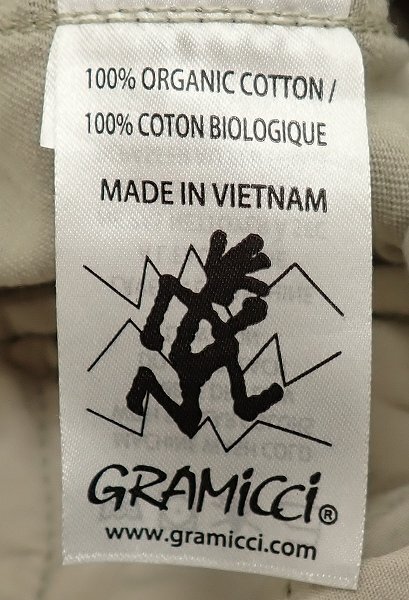 100% ORGANIC COTTON /
100% COTON BIOLOGIQUE
MADE IN VIETNAM
GRAMiCCi®
www.gramicci.com